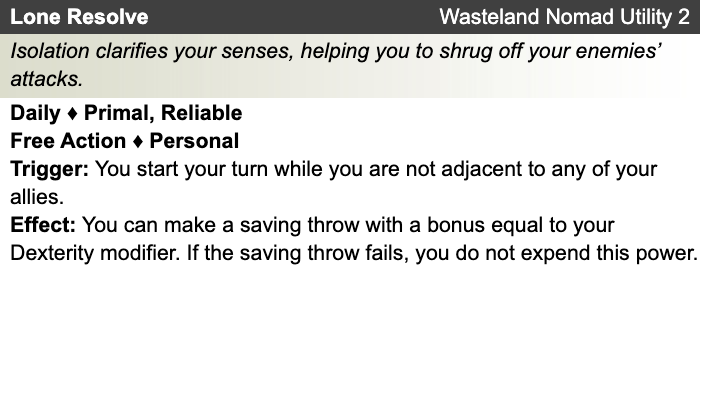 Lone Resolve Wasteland Nomad Utility 2
Isolation clarifies your senses, helping you to shrug off your enemies’
attacks.
Daily ♦ Primal, Reliable
Free Action ♦ Personal
Trigger: You start your turn while you are not adjacent to any of your
allies.
Effect: You can make a saving throw with a bonus equal to your
Dexterity modifier. If the saving throw fails, you do not expend this power.